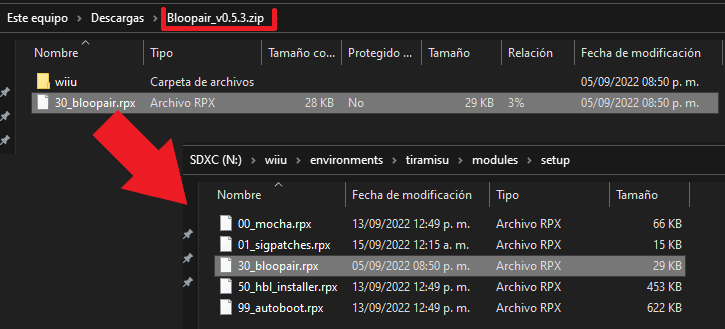 Este equipo > Descargas > Bloopair_v0.5.3.zip
Nombre Tipo Tamaño co... Protegido ... Tamaño Relación Fecha de modificación
wiiu Carpeta de archivos 05/09/2022 08:50 p. m.
30_bloopair.rpx Archivo RPX 28 KB No 29 KB 3% 05/09/2022 08:50 p. m.
SDXC (N:) > wiiu > environments > tiramisu > modules > setup
Nombre Fecha de modificación Tipo Tamaño
00_mocha.rpx 13/09/2022 12:49 p. m. Archivo RPX 66 KB
01_sigpatches.rpx 15/09/2022 12:15 a. m. Archivo RPX 15 KB
30_bloopair.rpx 05/09/2022 08:50 p. m. Archivo RPX 29 KB
50_hbl_installer.rpx 13/09/2022 12:49 p. m. Archivo RPX 453 KB
99_autoboot.rpx 13/09/2022 12:49 p. m. Archivo RPX 622 KB